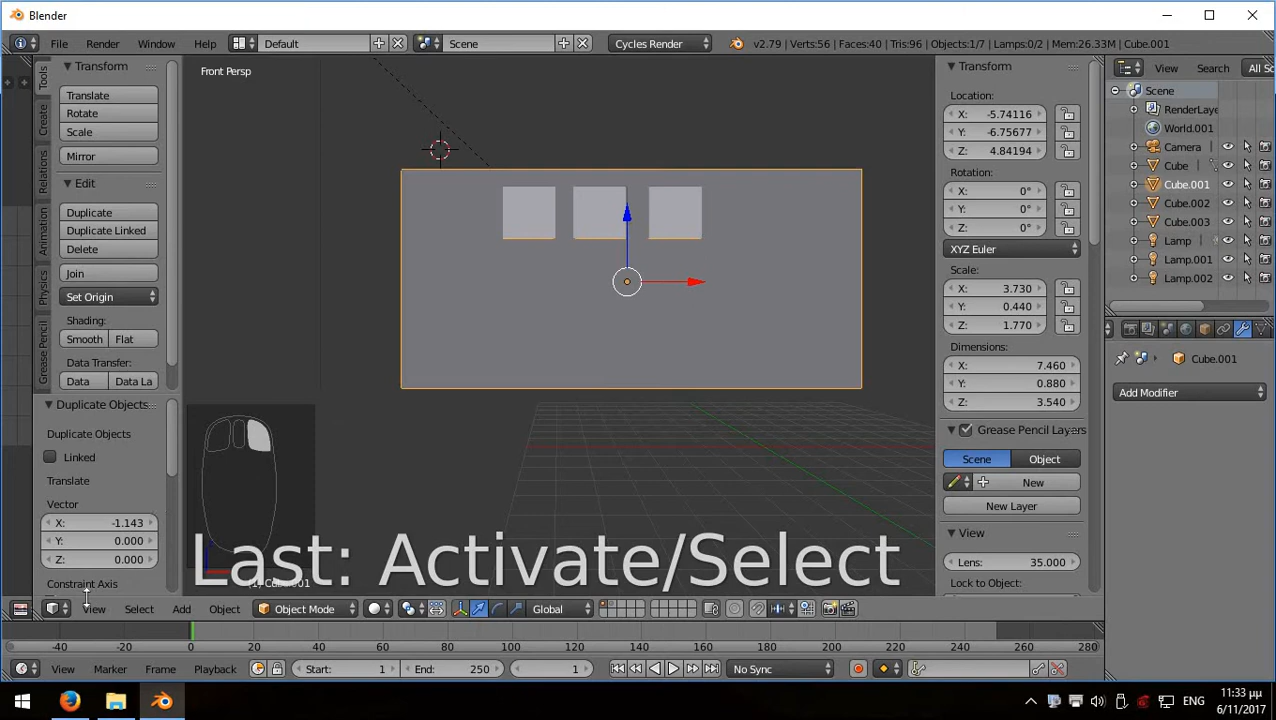 Blender
File Render Window Help Default Scene Cycles Render v2.79 | Verts:56 | Faces:40 | Tris:96 | Objects:1/7 | Lamps:0/2 | Mem:26.33M | Cube.001
Tools
Create
Relations
Animation
Physics
Grease Pencil
Transform
Translate
Rotate
Scale
Mirror
Edit
Duplicate
Duplicate Linked
Delete
Join
Set Origin
Shading:
Smooth Flat
Data Transfer:
Data Data La
Duplicate Objects
Duplicate Objects
Linked
Translate
Vector
X: -1.143
Y: 0.000
Z: 0.000
Constraint Axis
Front Persp
Last: Activate/Select
View Select Add Object Object Mode Global
Transform
Location:
X: -5.74116
Y: -6.75677
Z: 4.84194
Rotation:
X: 0°
Y: 0°
Z: 0°
XYZ Euler
Scale:
X: 3.730
Y: 0.440
Z: 1.770
Dimensions:
X: 7.460
Y: 0.880
Z: 3.540
Grease Pencil Layers
Scene Object
New
New Layer
View
Lens: 35.000
Lock to Object:
View Search All Sc
Scene
RenderLaye
World.001
Camera
Cube
Cube.001
Cube.002
Cube.003
Lamp
Lamp.001
Lamp.002
Cube.001
Add Modifier
-40 -20 0 20 40 60 80 100 120 140 160 180 200 220 240 260 280
View Marker Frame Playback Start: 1 End: 250 1 No Sync
ENG
11:33 μμ
6/11/2017